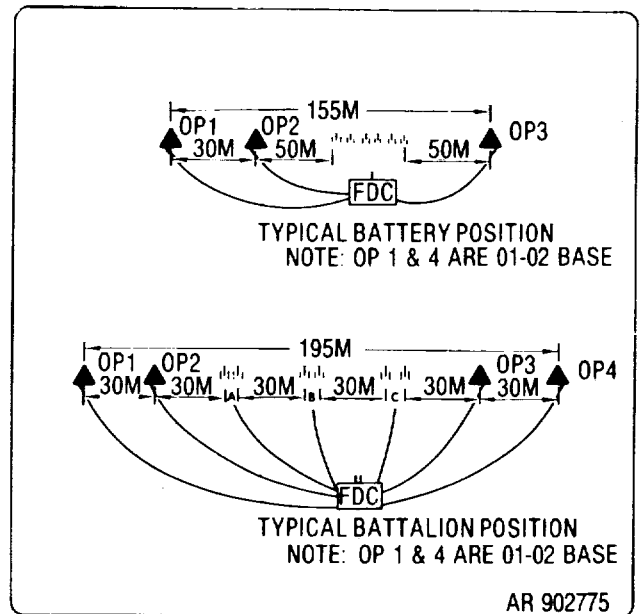 155M
OP1 OP2 OP3
30M 50M 50M
FDC
TYPICAL BATTERY POSITION
NOTE: OP 1 & 4 ARE 01-02 BASE
195M
OP1 OP2 OP3 OP4
30M 30M 30M 30M 30M 30M
A B C
FDC
TYPICAL BATTALION POSITION
NOTE: OP 1 & 4 ARE 01-02 BASE
AR 902775